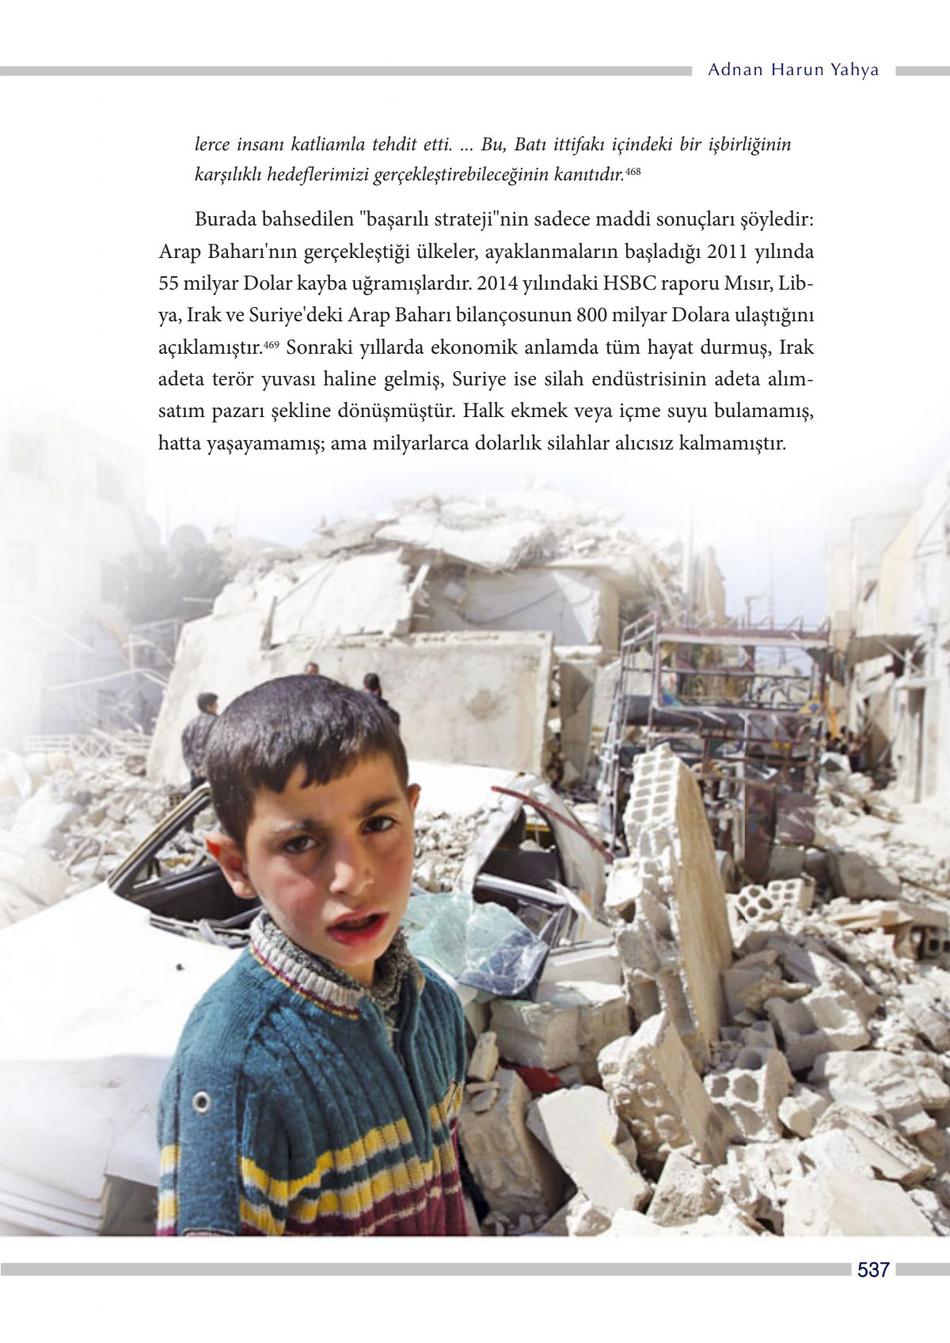 Adnan Harun Yahya
lerce insanı katliamla tehdit etti. ... Bu, Batı ittifakı içindeki bir işbirliğinin
karşılıklı hedeflerimizi gerçekleştirebileceğinin kanıtıdır.468
Burada bahsedilen "başarılı strateji"nin sadece maddi sonuçları şöyledir:
Arap Baharı'nın gerçekleştiği ülkeler, ayaklanmaların başladığı 2011 yılında
55 milyar Dolar kayba uğramışlardır. 2014 yılındaki HSBC raporu Mısır, Lib-
ya, Irak ve Suriye'deki Arap Baharı bilançosunun 800 milyar Dolara ulaştığını
açıklamıştır.469 Sonraki yıllarda ekonomik anlamda tüm hayat durmuş, Irak
adeta terör yuvası haline gelmiş, Suriye ise silah endüstrisinin adeta alım-
satım pazarı şekline dönüşmüştür. Halk ekmek veya içme suyu bulamamış,
hatta yaşayamamış; ama milyarlarca dolarlık silahlar alıcısız kalmamıştır.
537